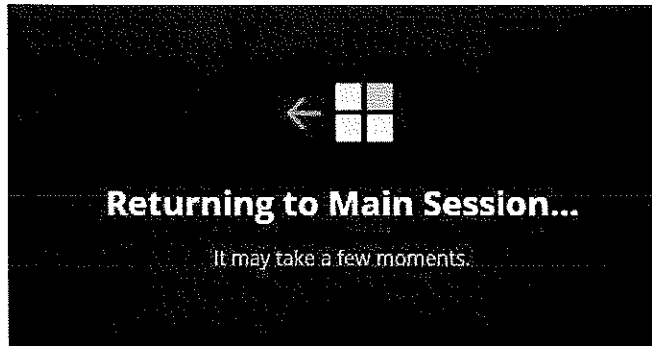 Returning to Main Session...
It may take a few moments.